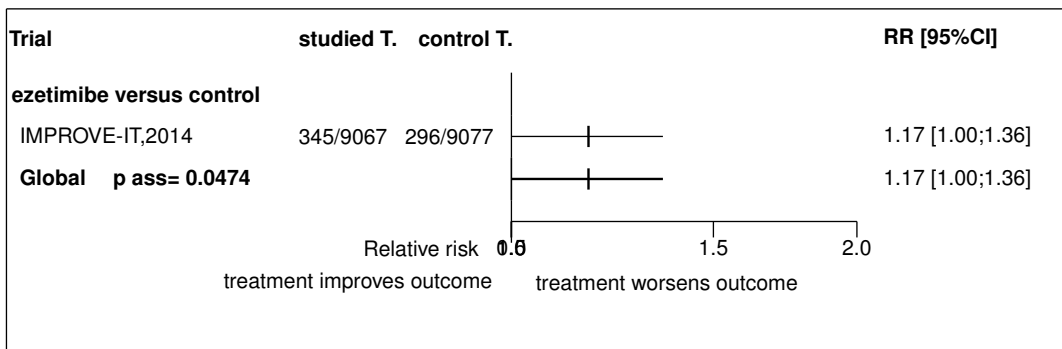 Trial studied T. control T. RR [95%CI]
ezetimibe versus control
IMPROVE-IT,2014 345/9067 296/9077 1.17 [1.00;1.36]
Global p ass= 0.0474 1.17 [1.00;1.36]
Relative risk 1.5 2.0
treatment improves outcome treatment worsens outcome